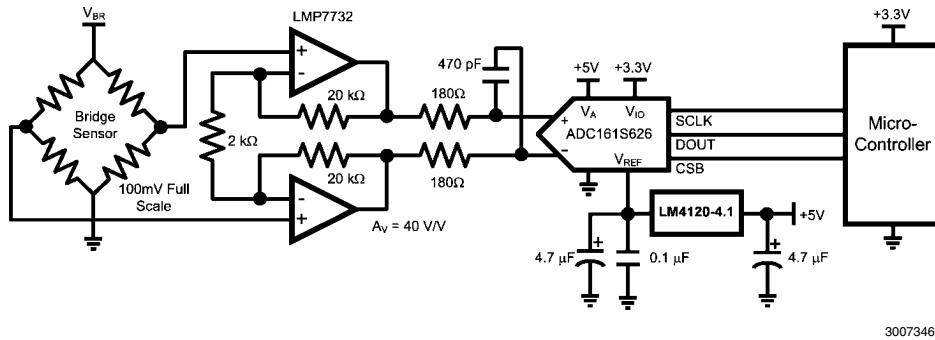 V_BR
LMP7732
+3.3V
470 pF
+5V
+3.3V
20 kΩ
180Ω
V_A
V_IO
+
-
+
-
Bridge
Sensor
2 kΩ
ADC161S626
SCLK
DOUT
CSB
Micro-
Controller
20 kΩ
180Ω
V_REF
100mV Full
Scale
-
+
A_V = 40 V/V
LM4120-4.1
+5V
+
4.7 µF
0.1 µF
+
4.7 µF
3007346